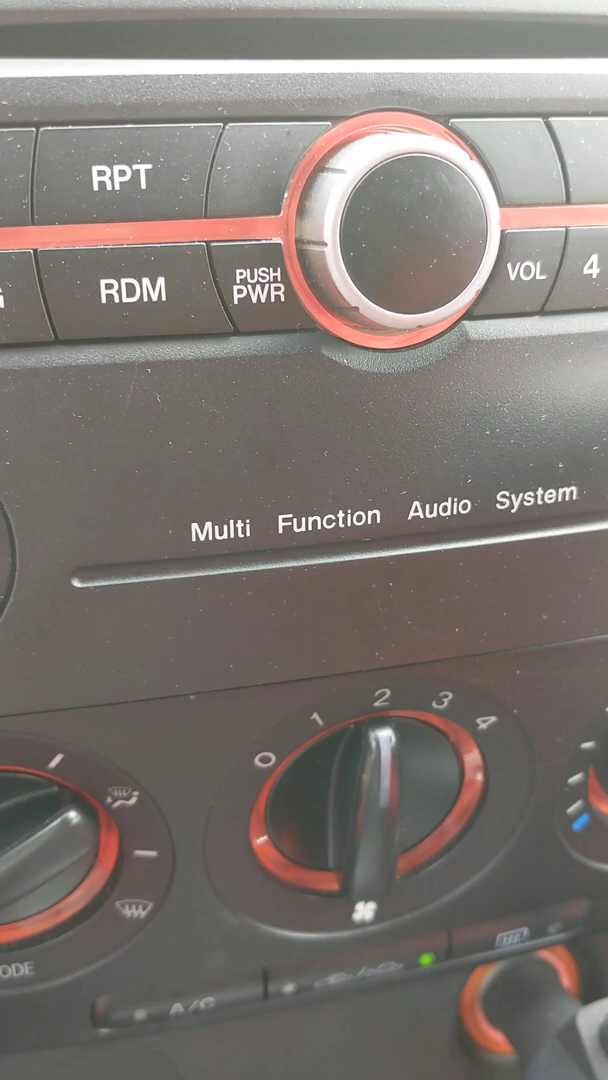 RPT
RDM
PUSH
PWR
VOL
4
Multi Function Audio System
0 1 2 3 4
A/C